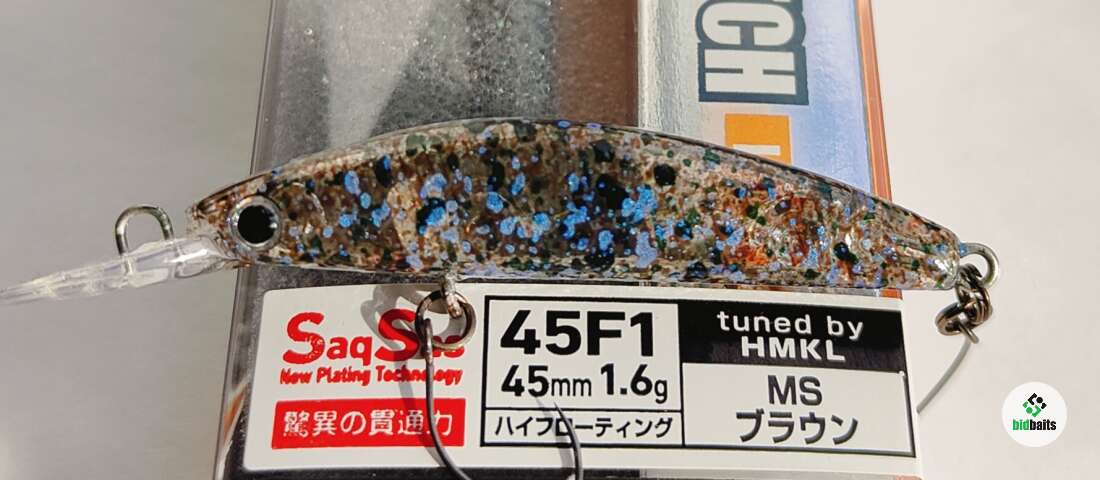 TCH
SaqSas
New Plating Technology
驚異の貫通力
45F1
45mm 1.6g
ハイフローティング
tuned by
HMKL
MS
ブラウン
bidbaits